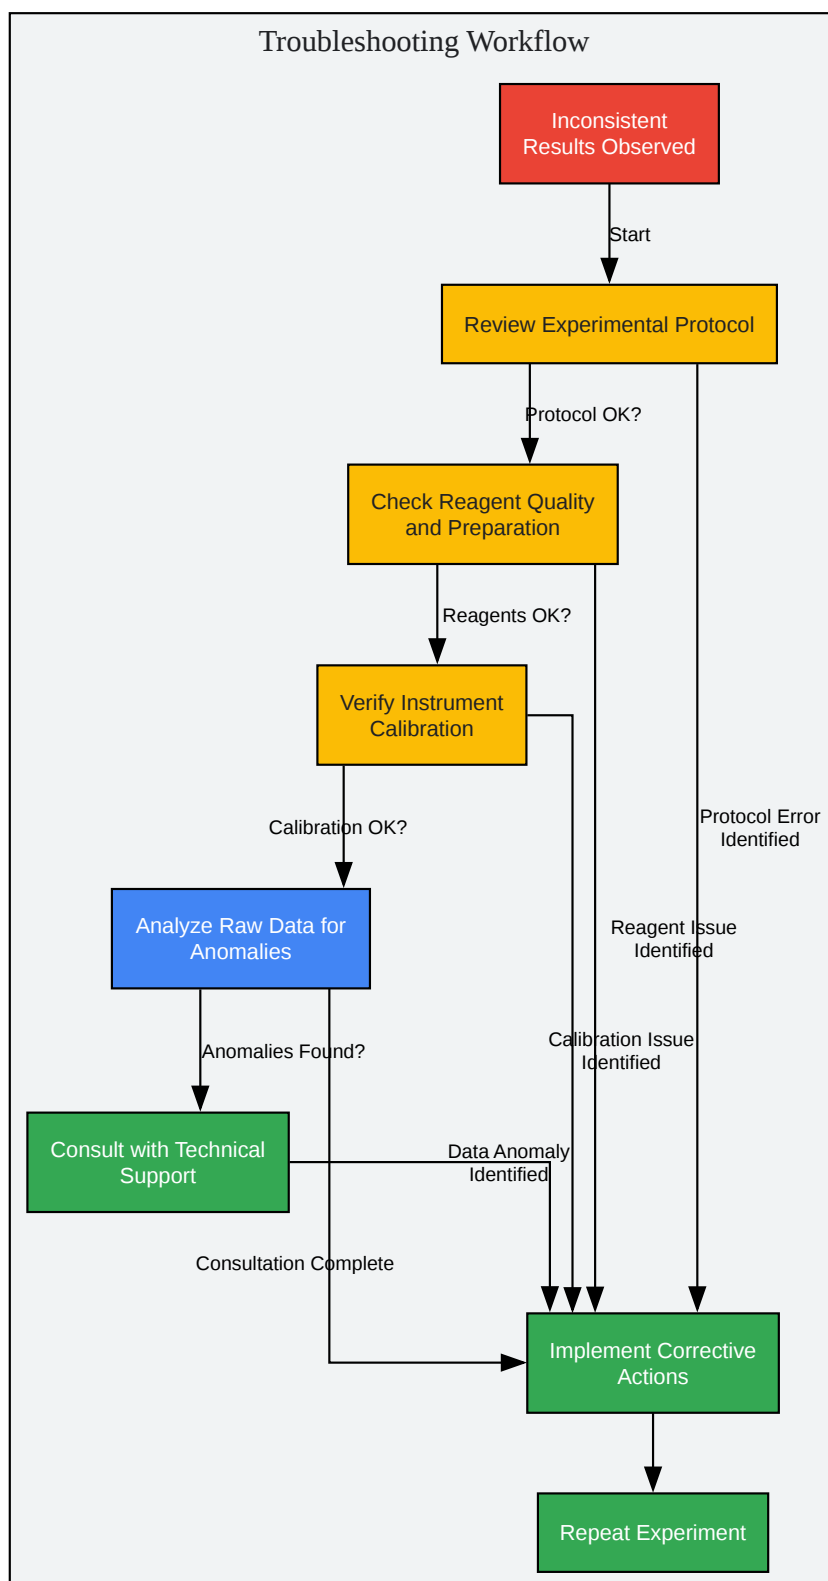 Troubleshooting Workflow
Inconsistent
Results Observed
Start
Review Experimental Protocol
Protocol OK?
Check Reagent Quality
and Preparation
Reagents OK?
Verify Instrument
Calibration
Protocol Error
Identified
Calibration OK?
Analyze Raw Data for
Anomalies
Reagent Issue
Identified
Anomalies Found?
Calibration Issue
Identified
Consult with Technical
Support
Data Anomaly
Identified
Consultation Complete
Implement Corrective
Actions
Repeat Experiment